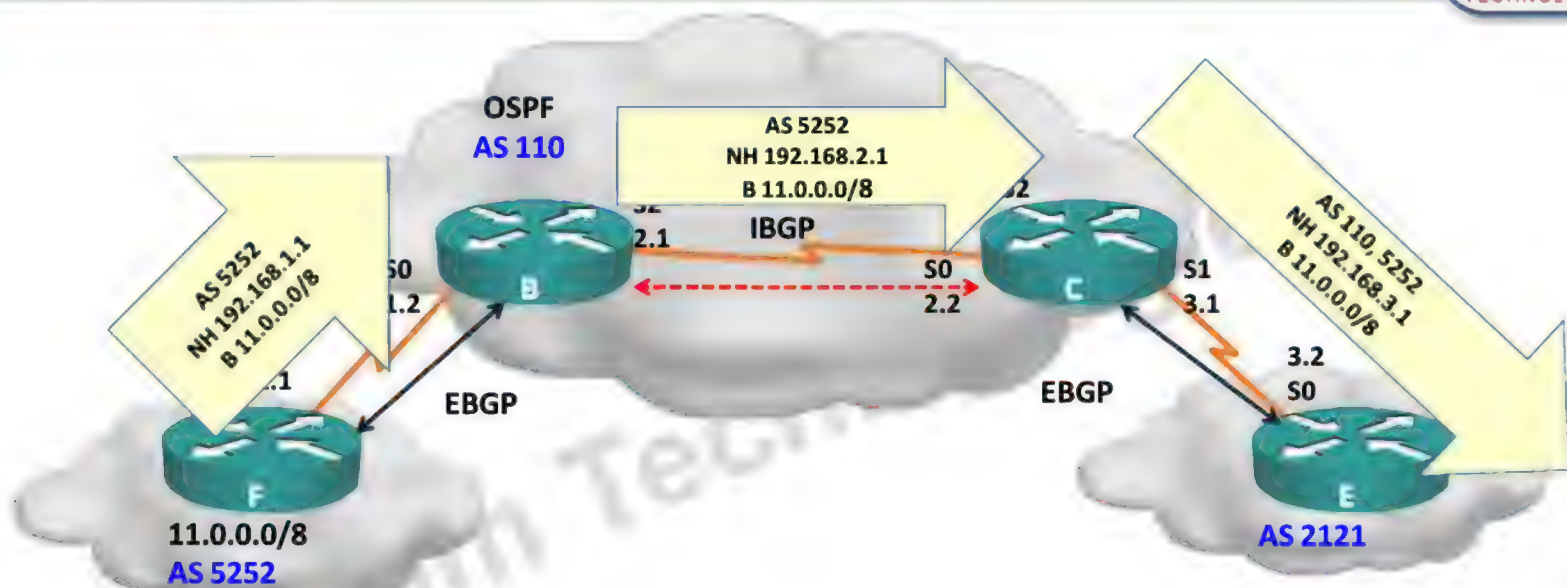 OSPF
AS 110
AS 5252
NH 192.168.2.1
B 11.0.0.0/8
AS 5252
NH 192.168.1.1
B 11.0.0.0/8
AS 110, 5252
NH 192.168.3.1
B 11.0.0.0/8
2.1
IBGP
B
S0
2.2
C
S1
3.1
S0
1.2
EBGP
EBGP
3.2
S0
F
11.0.0.0/8
AS 5252
E
AS 2121